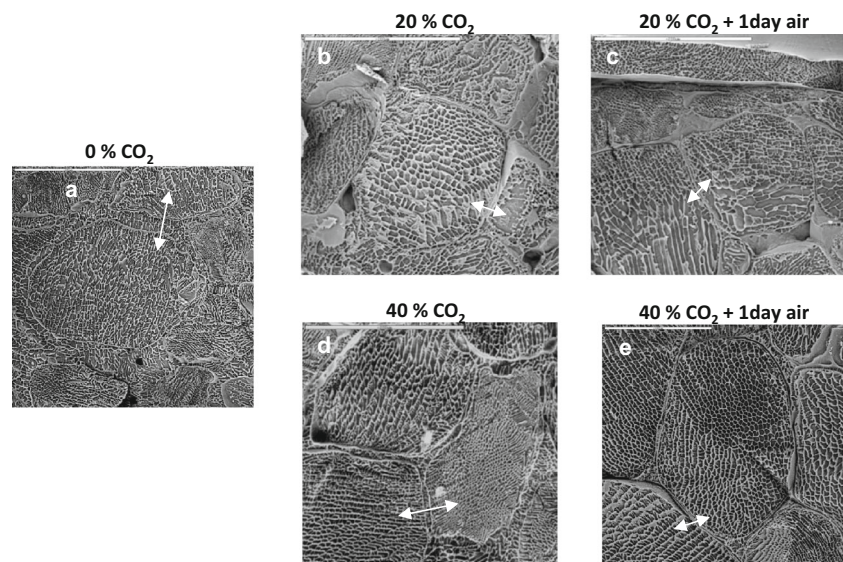 20 % CO₂
20 % CO₂ + 1day air
b
c
0 % CO₂
a
40 % CO₂
40 % CO₂ + 1day air
d
e